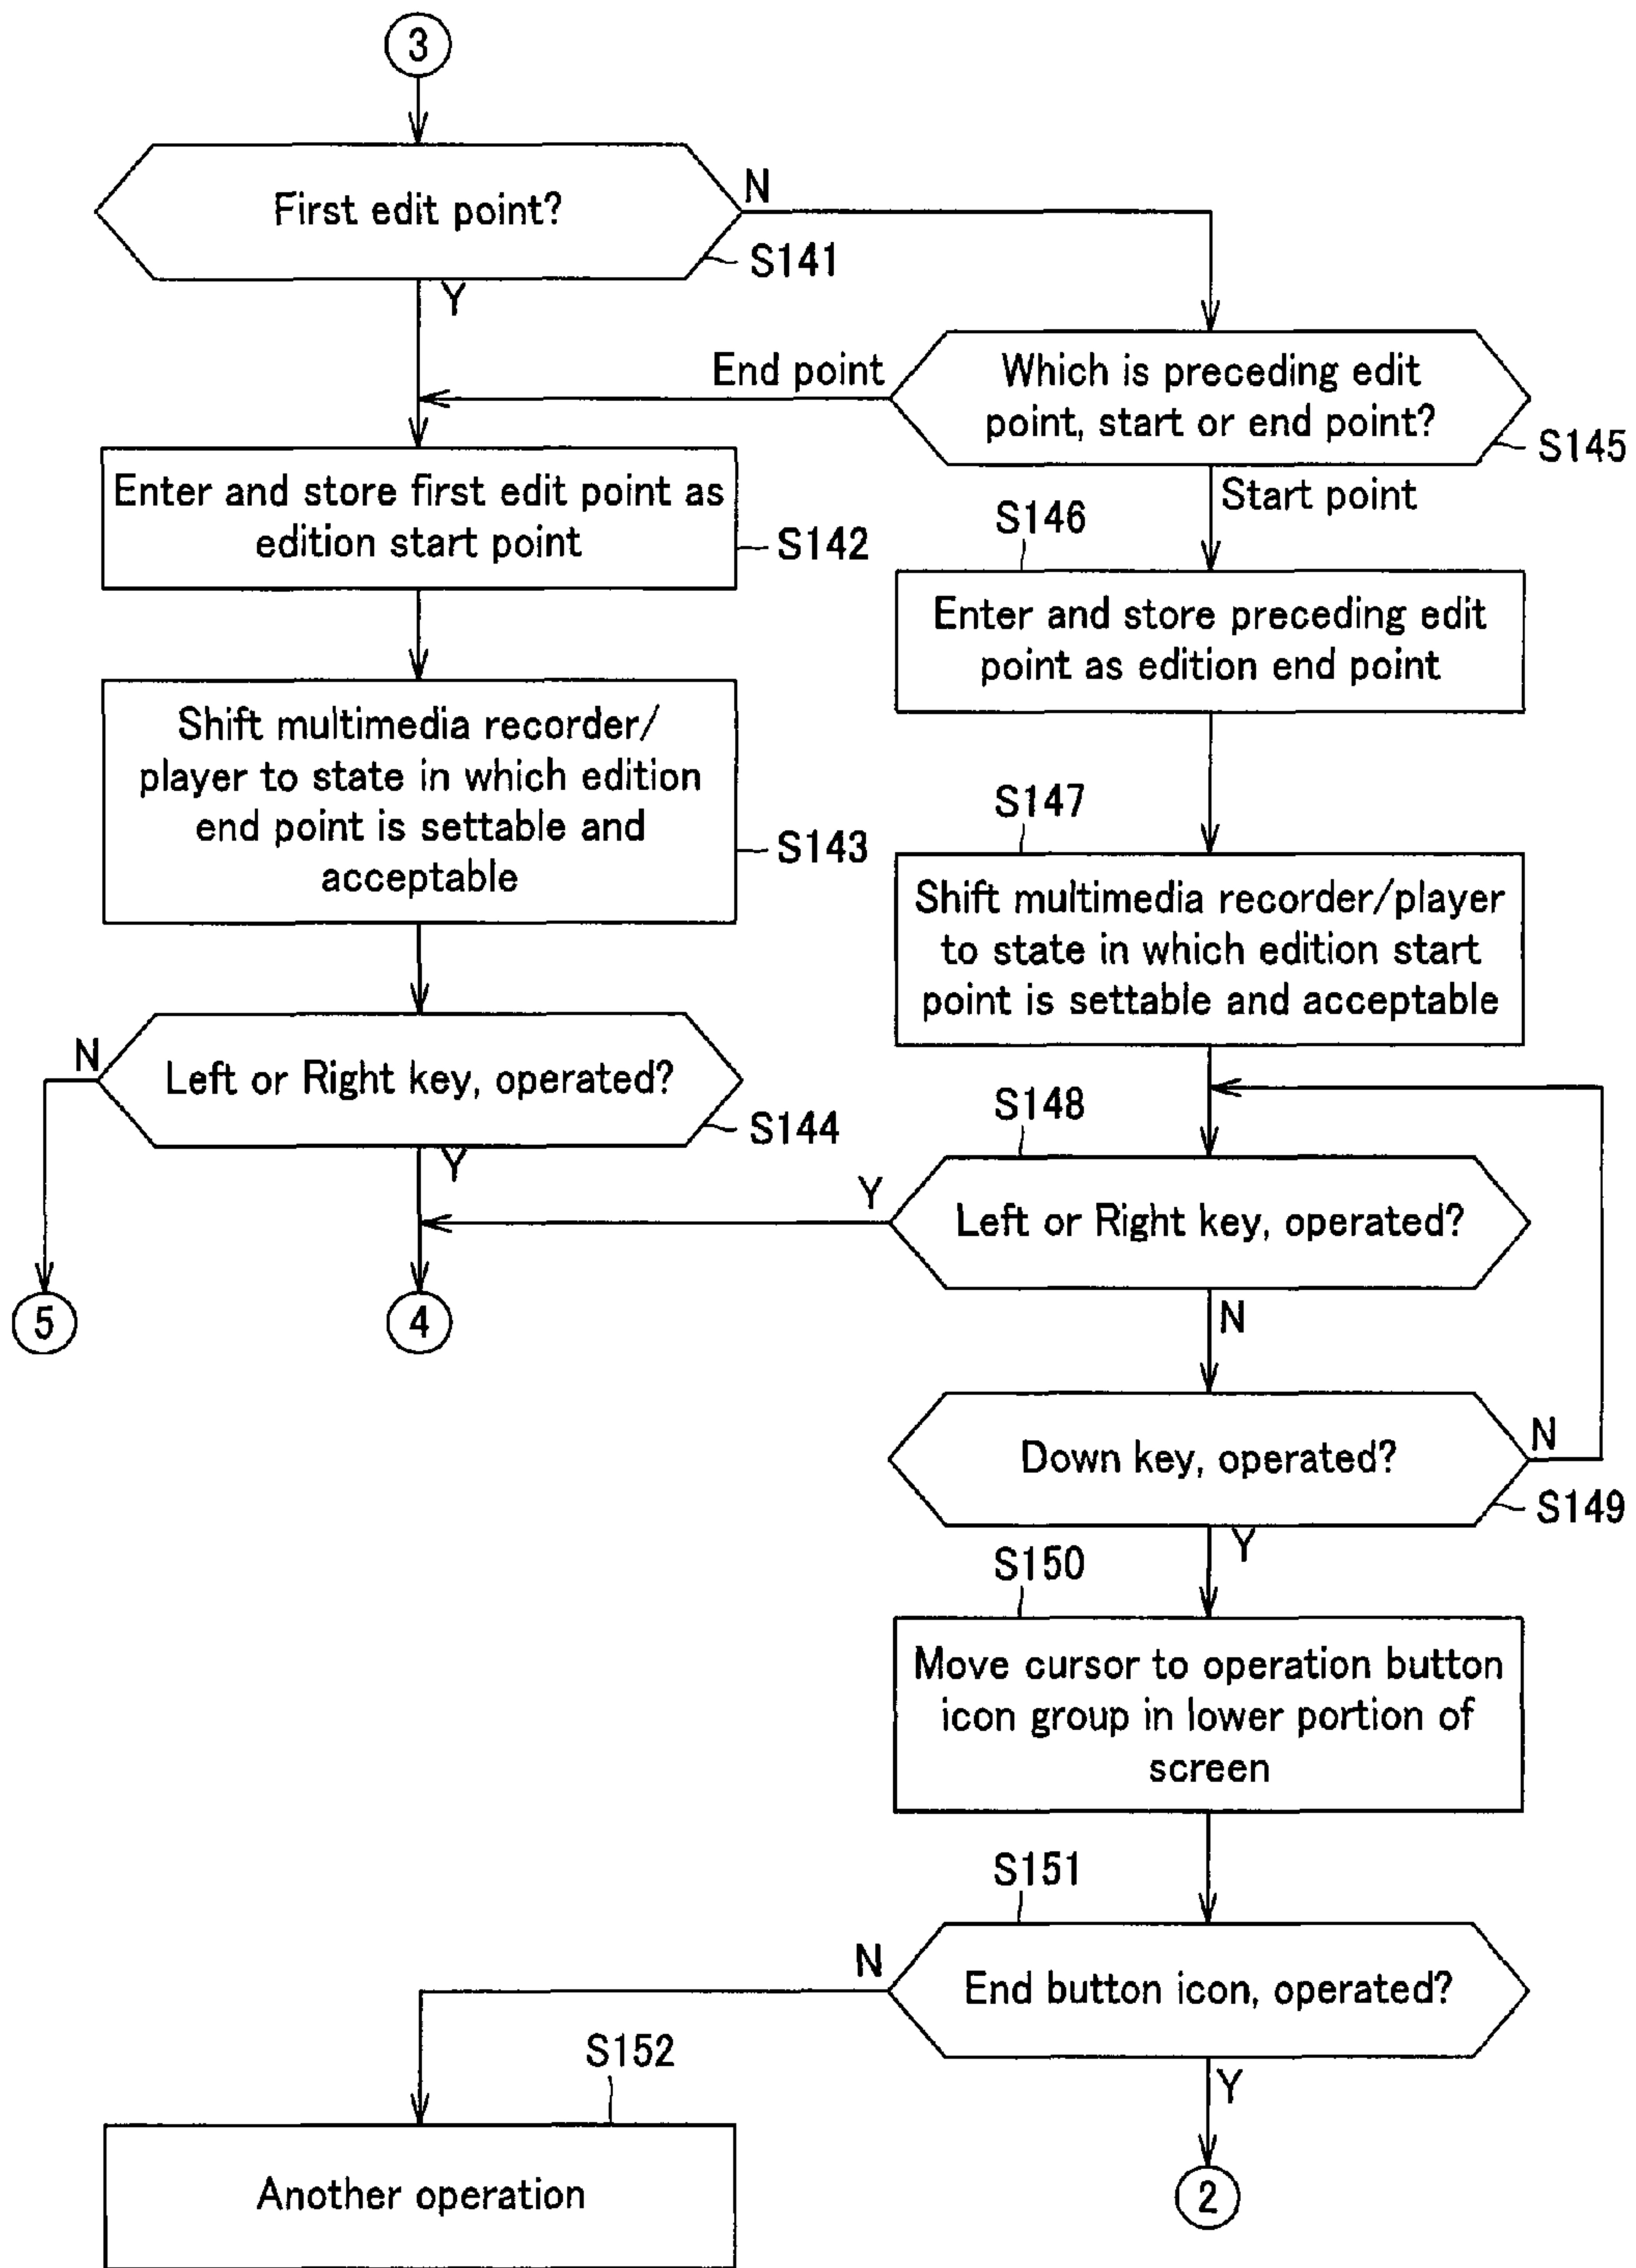 3
First edit point?
N
S141
Y
End point
Which is preceding edit
point, start or end point?
S145
Start point
Enter and store first edit point as
edition start point
S142
S146
Enter and store preceding edit
point as edition end point
Shift multimedia recorder/
player to state in which edition
end point is settable and
acceptable
S143
S147
Shift multimedia recorder/player
to state in which edition start
point is settable and acceptable
N
Left or Right key, operated?
S144
Y
S148
Y
Left or Right key, operated?
N
5
4
Down key, operated?
N
S149
Y
S150
Move cursor to operation button
icon group in lower portion of
screen
S151
N
End button icon, operated?
Y
S152
Another operation
2